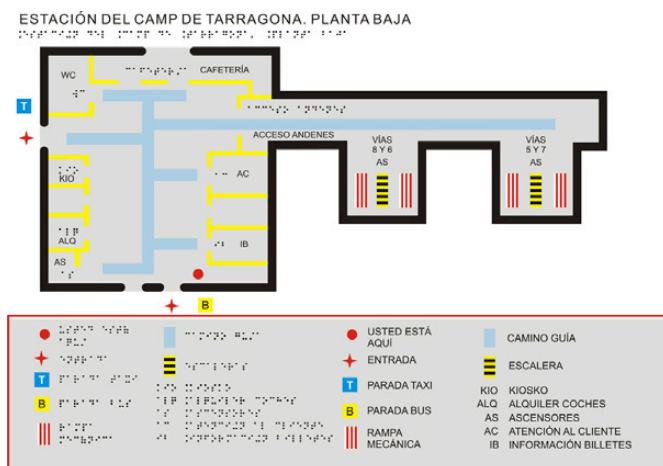 ESTACIÓN DEL CAMP DE TARRAGONA. PLANTA BAJA
WC
CAFETERÍA
T
ACCESO ANDENES
VÍAS
8 Y 6
AS
VÍAS
5 Y 7
AS
KIO
AC
ALQ
IB
AS
B
USTED ESTÁ
AQUÍ
ENTRADA
T
PARADA TAXI
B
PARADA BUS
RAMPA
MECÁNICA
CAMINO GUÍA
ESCALERA
KIO KIOSKO
ALQ ALQUILER COCHES
AS ASCENSORES
AC ATENCIÓN AL CLIENTE
IB INFORMACIÓN BILLETES
T
B